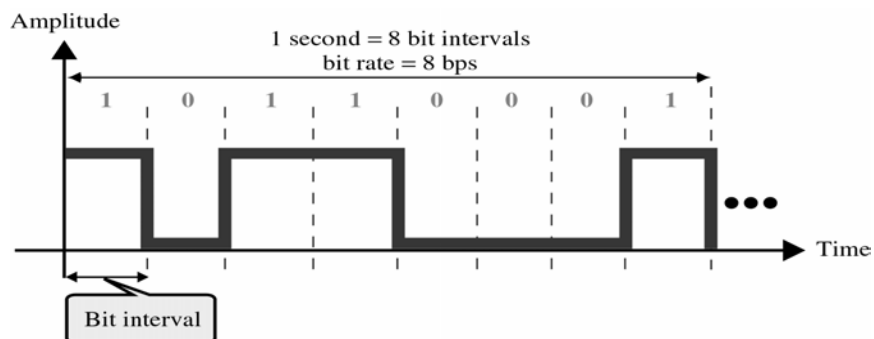 Amplitude
1 second = 8 bit intervals
bit rate = 8 bps
1 0 1 1 0 0 0 1
Time
Bit interval